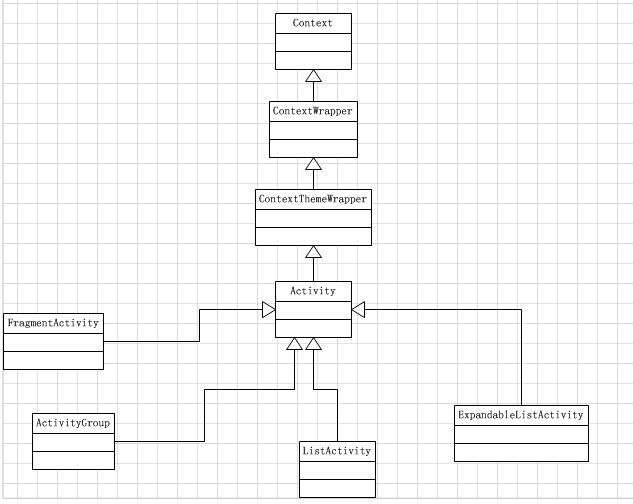 Context
ContextWrapper
ContextThemeWrapper
Activity
FragmentActivity
ActivityGroup
ExpandableListActivity
ListActivity